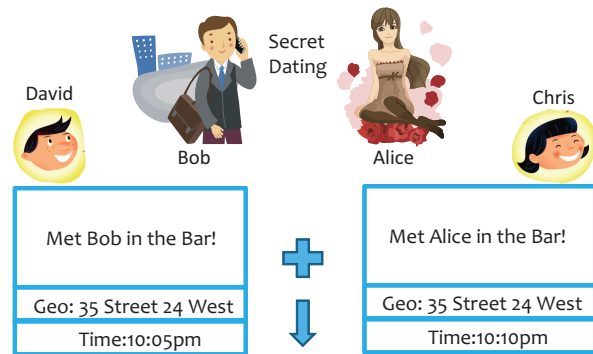 Secret
Dating
David
Chris
Bob
Alice
Met Bob in the Bar!
Geo: 35 Street 24 West
Time:10:05pm
Met Alice in the Bar!
Geo: 35 Street 24 West
Time:10:10pm